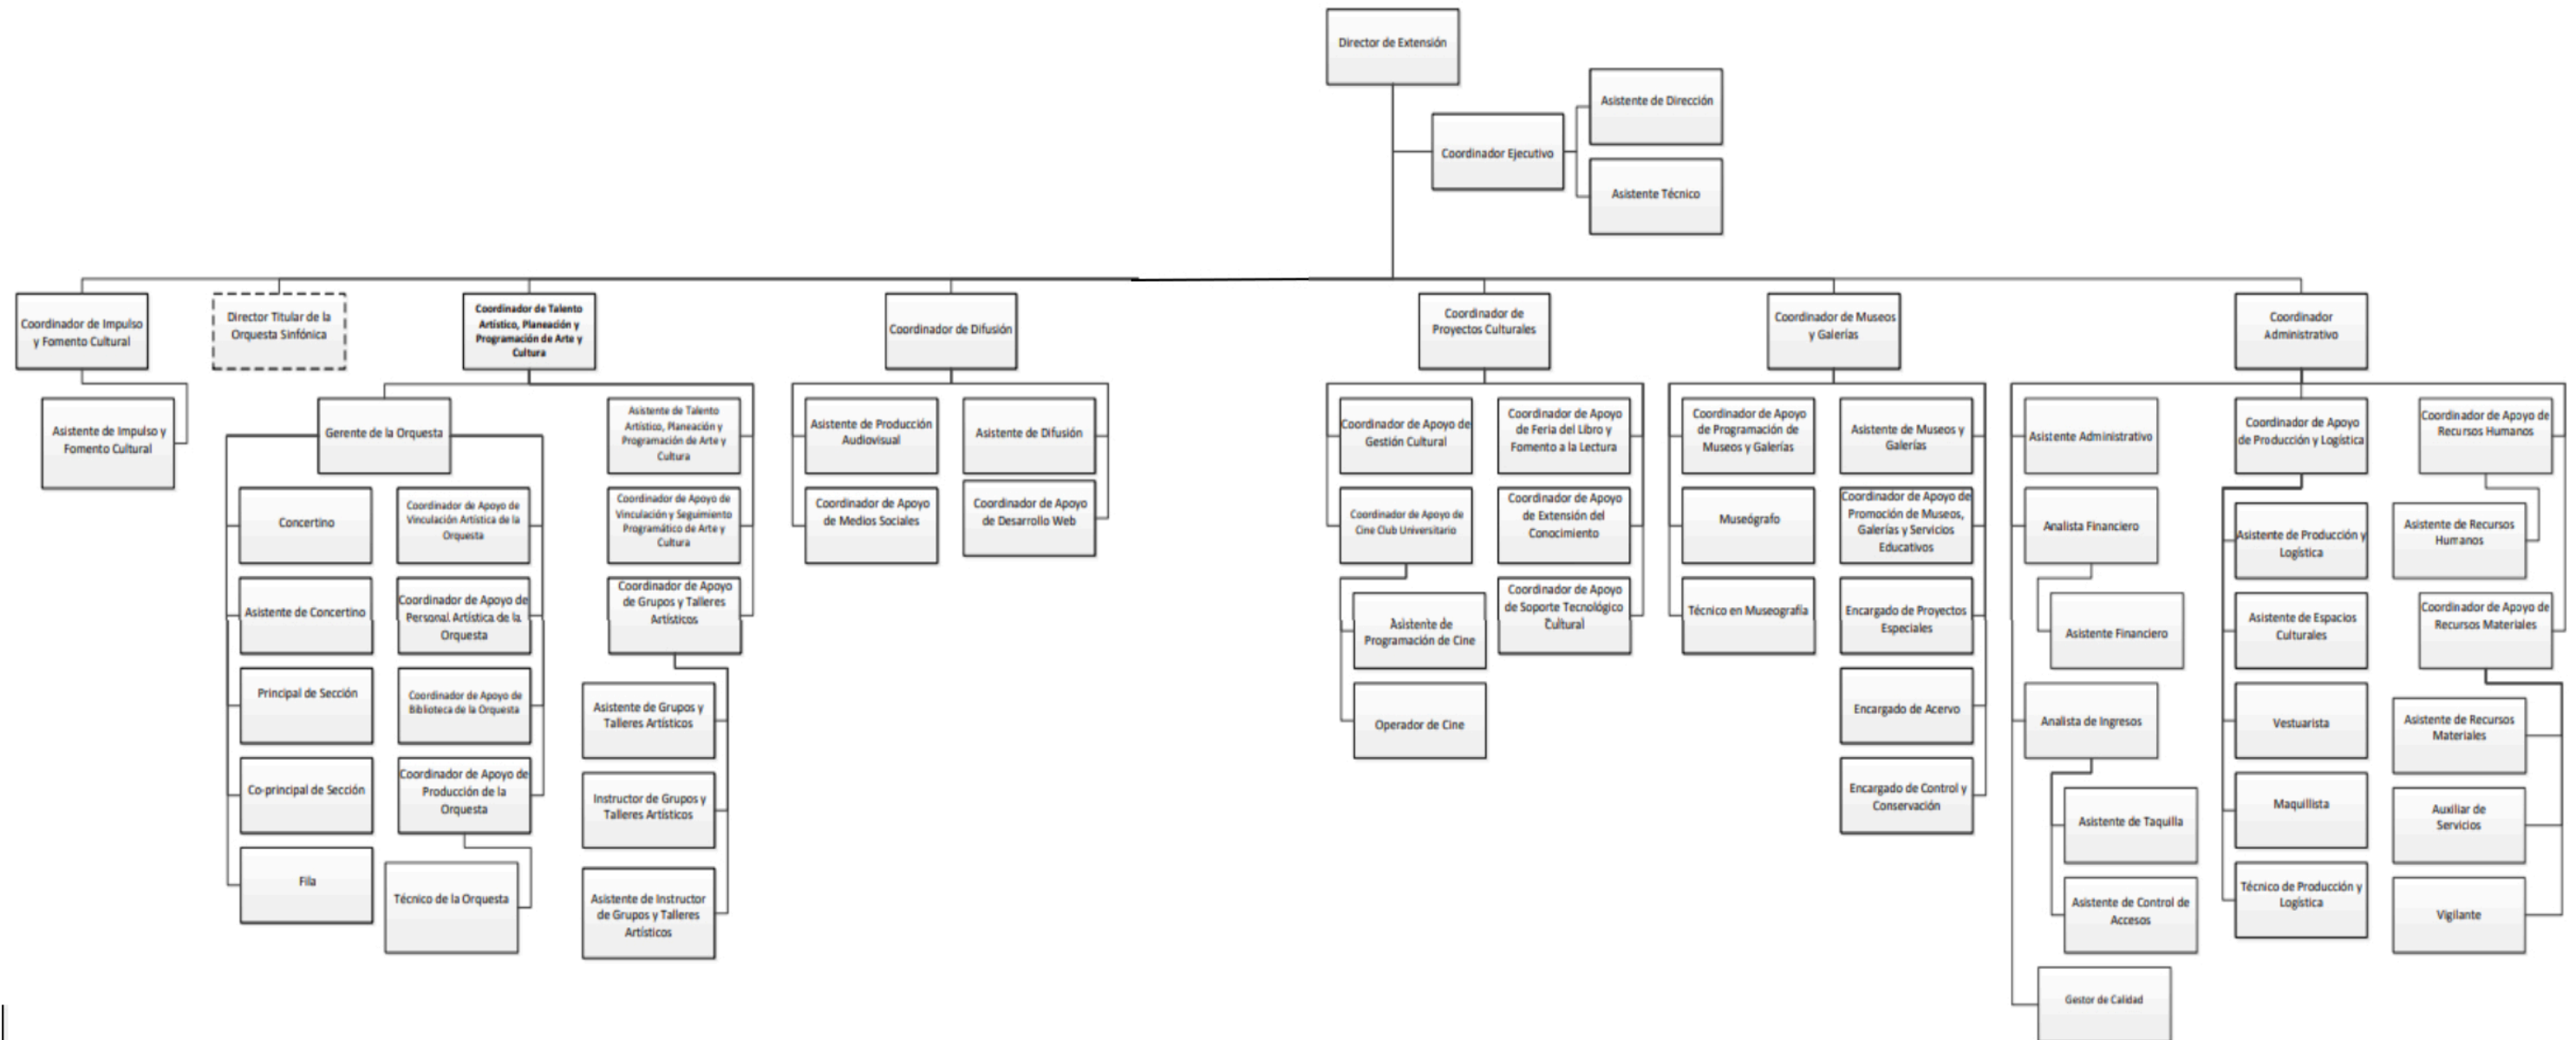 Director de Extensión
Asistente de Dirección
Coordinador Ejecutivo
Asistente Técnico
Coordinador de Impulso
y Fomento Cultural
Director Titular de la
Orquesta Sinfónica
Coordinador de Talento
Artístico, Planeación y
Programación de Arte y
Cultura
Coordinador de Difusión
Coordinador de
Proyectos Culturales
Coordinador de Museos
y Galerías
Coordinador
Administrativo
Asistente de Impulso y
Fomento Cultural
Gerente de la Orquesta
Concertino
Asistente de Concertino
Principal de Sección
Co-principal de Sección
Fila
Coordinador de Apoyo de
Vinculación Artística de la
Orquesta
Coordinador de Apoyo de
Personal Artística de la
Orquesta
Coordinador de Apoyo de
Biblioteca de la Orquesta
Coordinador de Apoyo de
Producción de la
Orquesta
Técnico de la Orquesta
Asistente de Talento
Artístico, Planeación y
Programación de Arte y
Cultura
Coordinador de Apoyo de
Vinculación y Seguimiento
Programático de Arte y
Cultura
Coordinador de Apoyo
de Grupos y Talleres
Artísticos
Asistente de Grupos y
Talleres Artísticos
Instructor de Grupos y
Talleres Artísticos
Asistente de Instructor
de Grupos y Talleres
Artísticos
Asistente de Producción
Audiovisual
Coordinador de Apoyo
de Medios Sociales
Asistente de Difusión
Coordinador de Apoyo
de Desarrollo Web
Coordinador de Apoyo de
Gestión Cultural
Coordinador de Apoyo de
Cine Club Universitario
Asistente de
Programación de Cine
Operador de Cine
Coordinador de Apoyo
de Feria del Libro y
Fomento a la Lectura
Coordinador de Apoyo
de Extensión del
Conocimiento
Coordinador de Apoyo
de Soporte Tecnológico
Cultural
Coordinador de Apoyo
de Programación de
Museos y Galerías
Museógrafo
Técnico en Museografía
Asistente de Museos y
Galerías
Coordinador de Apoyo de
Promoción de Museos,
Galerías y Servicios
Educativos
Encargado de Proyectos
Especiales
Encargado de Acervo
Encargado de Control y
Conservación
Asistente Administrativo
Analista Financiero
Asistente Financiero
Analista de Ingresos
Asistente de Taquilla
Asistente de Control de
Accesos
Gestor de Calidad
Coordinador de Apoyo
de Producción y Logística
Asistente de Producción y
Logística
Asistente de Espacios
Culturales
Vestuarista
Maquillista
Técnico de Producción y
Logística
Coordinador de Apoyo de
Recursos Humanos
Asistente de Recursos
Humanos
Coordinador de Apoyo de
Recursos Materiales
Asistente de Recursos
Materiales
Auxiliar de
Servicios
Vigilante